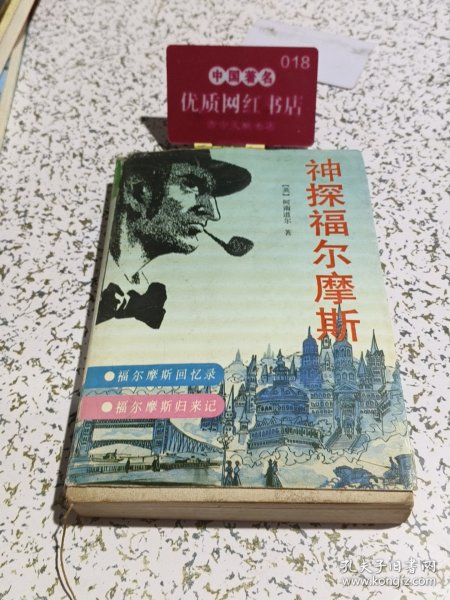 018
中国著名
优质网红书店
神探福尔摩斯
[英] 柯南道尔 著
●福尔摩斯回忆录
●福尔摩斯归来记
孔夫子旧书网
www.kongfz.com